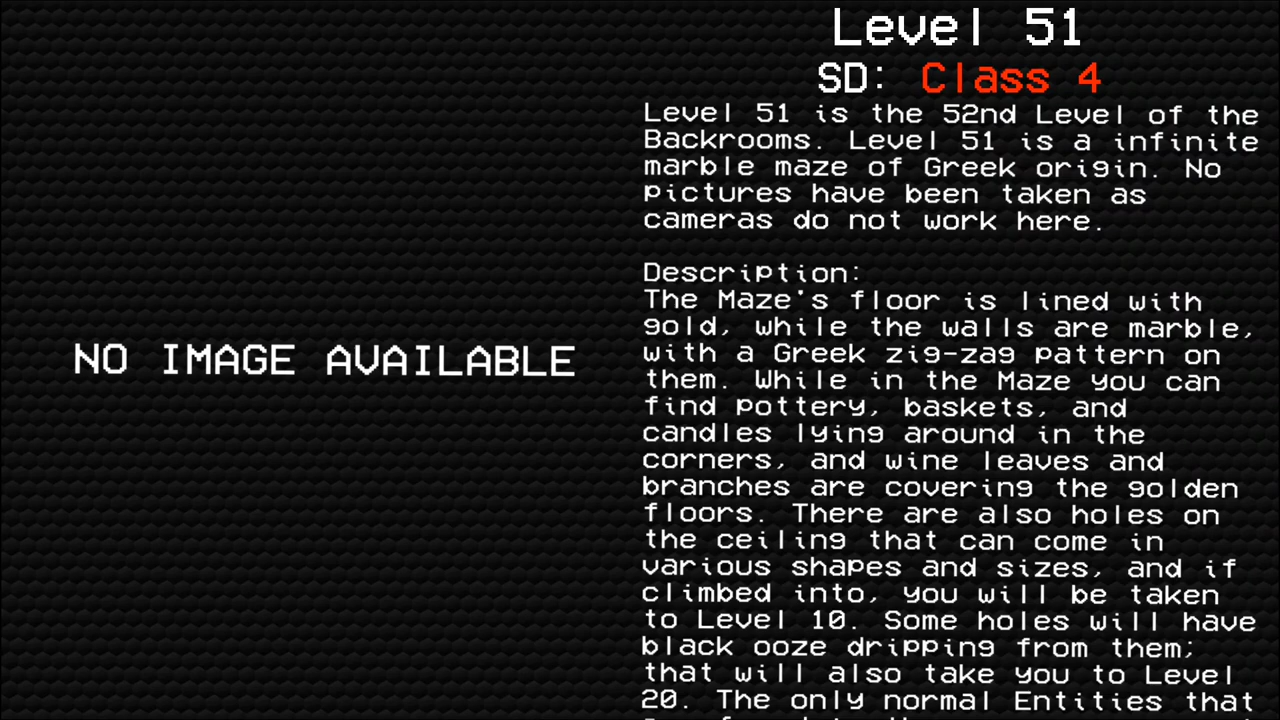 Level 51
SD: Class 4
Level 51 is the 52nd Level of the
Backrooms. Level 51 is a infinite
marble maze of Greek origin. No
pictures have been taken as
cameras do not work here.
Description:
The Maze's floor is lined with
gold, while the walls are marble,
with a Greek zig-zag pattern on
them. While in the Maze you can
find pottery, baskets, and
candles lying around in the
corners, and wine leaves and
branches are covering the golden
floors. There are also holes on
the ceiling that can come in
various shapes and sizes, and if
climbed into, you will be taken
to Level 10. Some holes will have
black ooze dripping from them;
that will also take you to Level
20. The only normal Entities that
NO IMAGE AVAILABLE